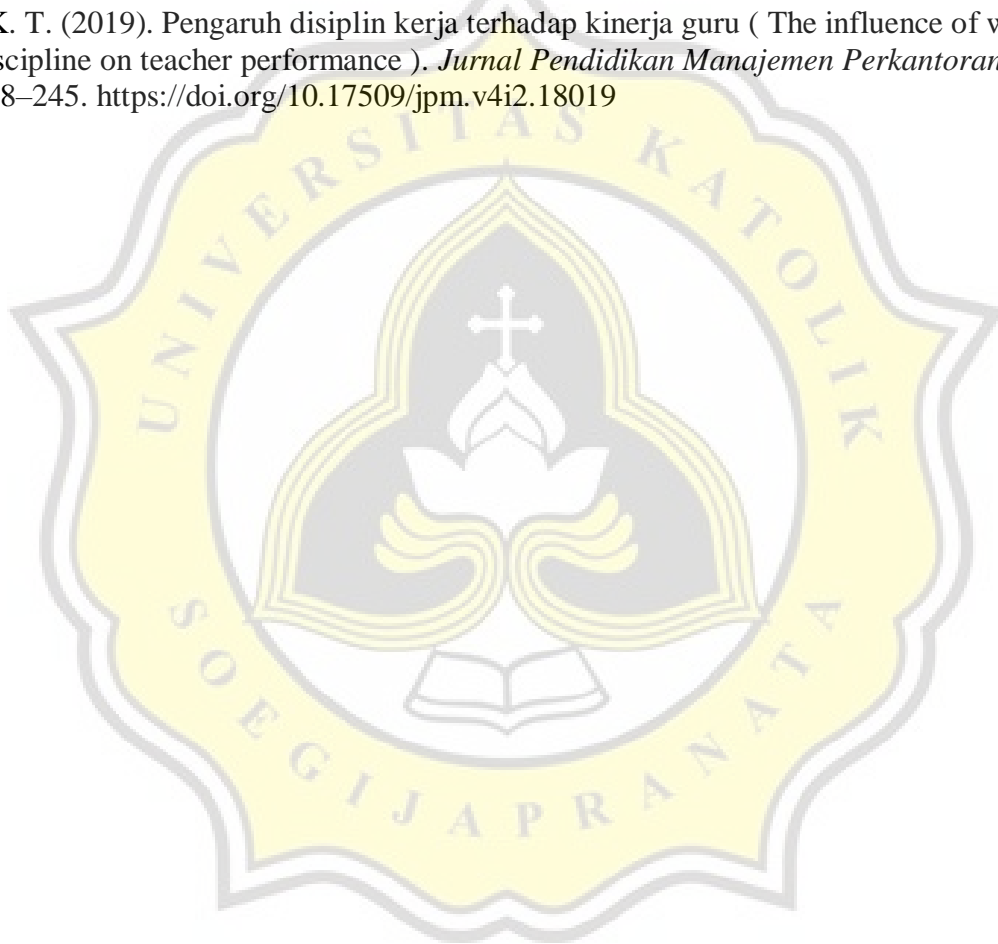 K. T. (2019). Pengaruh disiplin kerja terhadap kinerja guru ( The influence of
scipline on teacher performance ). Jurnal Pendidikan Manajemen Perkantoran
8–245. https://doi.org/10.17509/jpm.v4i2.18019
UNIVERSITAS KATOLIK
SOEGIJAPRANATA